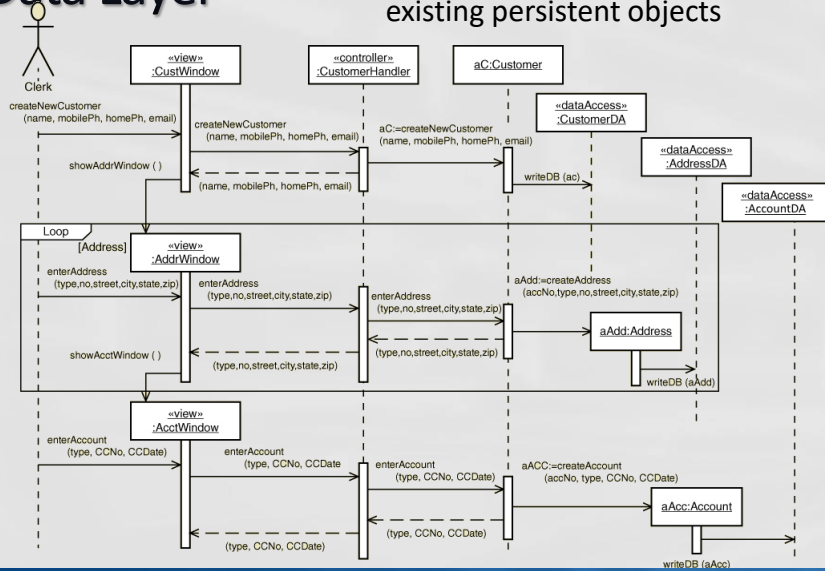 Data Layer
existing persistent objects
«view»
:CustWindow
«controller»
:CustomerHandler
aC:Customer
Clerk
«dataAccess»
:CustomerDA
createNewCustomer
(name, mobilePh, homePh, email)
createNewCustomer
(name, mobilePh, homePh, email)
aC:=createNewCustomer
(name, mobilePh, homePh, email)
«dataAccess»
:AddressDA
showAddrWindow ( )
(name, mobilePh, homePh, email)
writeDB (ac)
«dataAccess»
:AccountDA
Loop
[Address]
«view»
:AddrWindow
enterAddress
(type,no,street,city,state,zip)
enterAddress
(type,no,street,city,state,zip)
enterAddress
(type,no,street,city,state,zip)
aAdd:=createAddress
(accNo,type,no,street,city,state,zip)
aAdd:Address
showAcctWindow ( )
(type,no,street,city,state,zip)
(type,no,street,city,state,zip)
writeDB (aAdd)
«view»
:AcctWindow
enterAccount
(type, CCNo, CCDate)
enterAccount
(type, CCNo, CCDate
enterAccount
(type, CCNo, CCDate)
aACC:=createAccount
(accNo, type, CCNo, CCDate)
aAcc:Account
(type, CCNo, CCDate)
(type, CCNo, CCDate)
writeDB (aAcc)